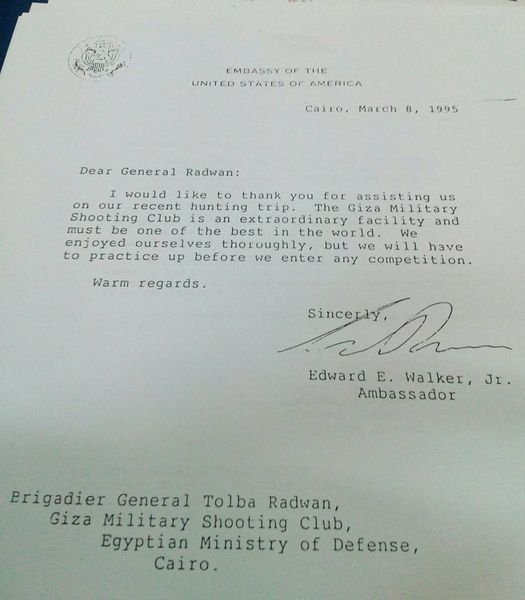 EMBASSY OF THE
UNITED STATES OF AMERICA
Cairo, March 8, 1995
Dear General Radwan:
I would like to thank you for assisting us
on our recent hunting trip. The Giza Military
Shooting Club is an extraordinary facility and
must be one of the best in the world. We
enjoyed ourselves thoroughly, but we will have
to practice up before we enter any competition.
Warm regards.
Sincerly,
Edward E. Walker, Jr.
Ambassador
Brigadier General Tolba Radwan,
Giza Military Shooting Club,
Egyptian Ministry of Defense,
Cairo.